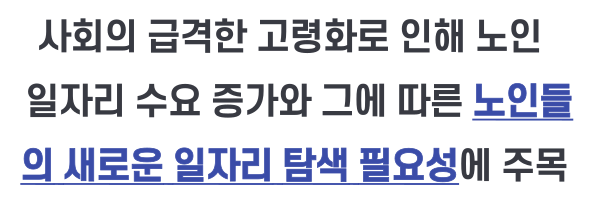 사회의 급격한 고령화로 인해 노인
일자리 수요 증가와 그에 따른 노인들
의 새로운 일자리 탐색 필요성에 주목